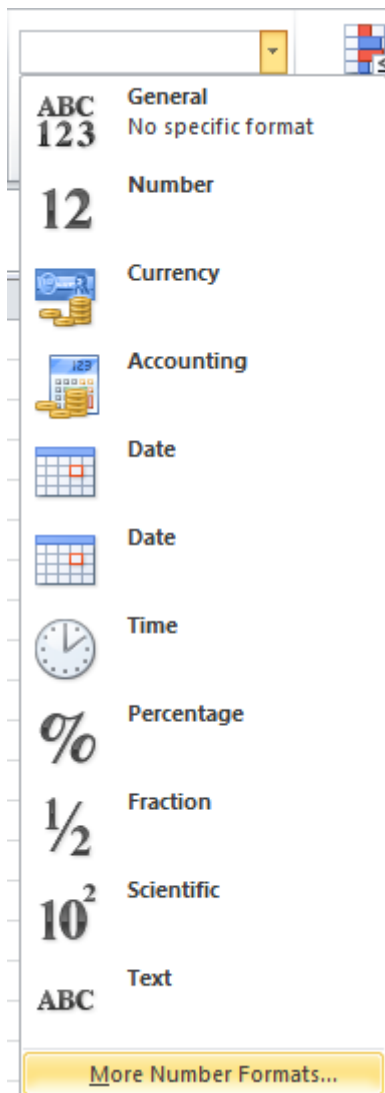 ABC
123
General
No specific format
12
Number
Currency
123
Accounting
Date
Date
Time
%
Percentage
1/2
Fraction
10²
Scientific
ABC
Text
More Number Formats...